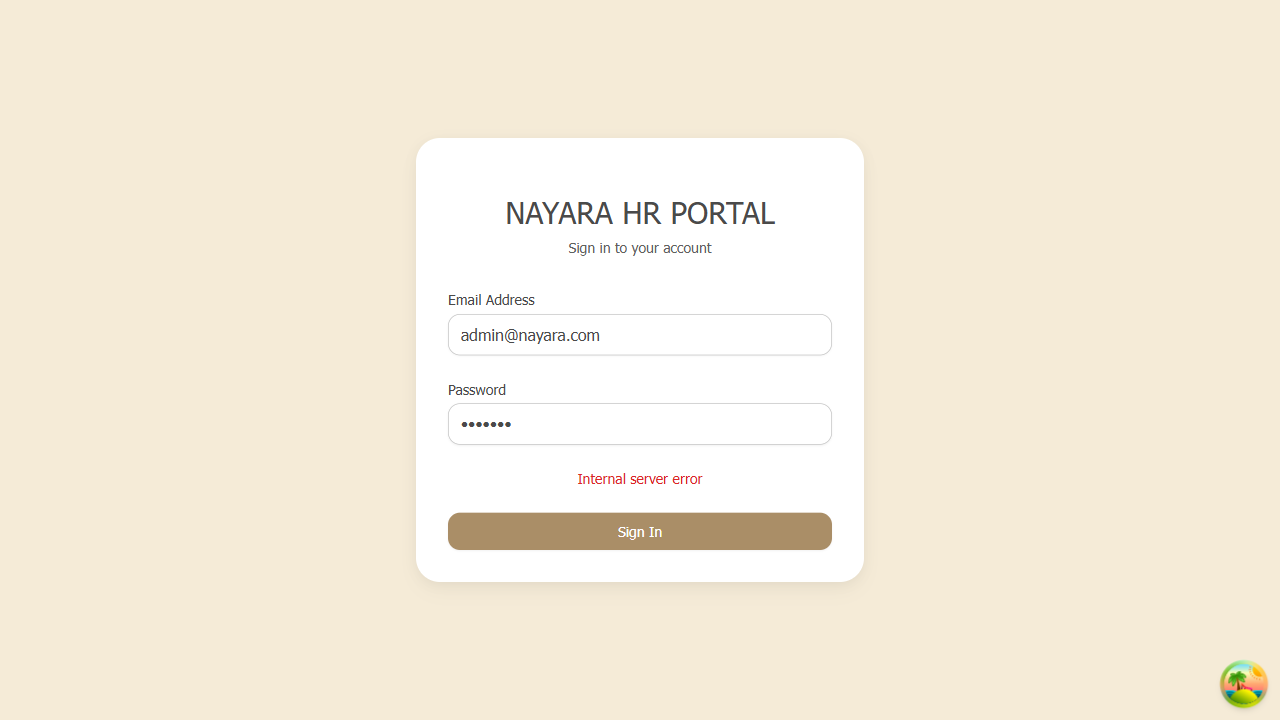 NAYARA HR PORTAL
Sign in to your account
Email Address
admin@nayara.com
Password
•••••••
Internal server error
Sign In